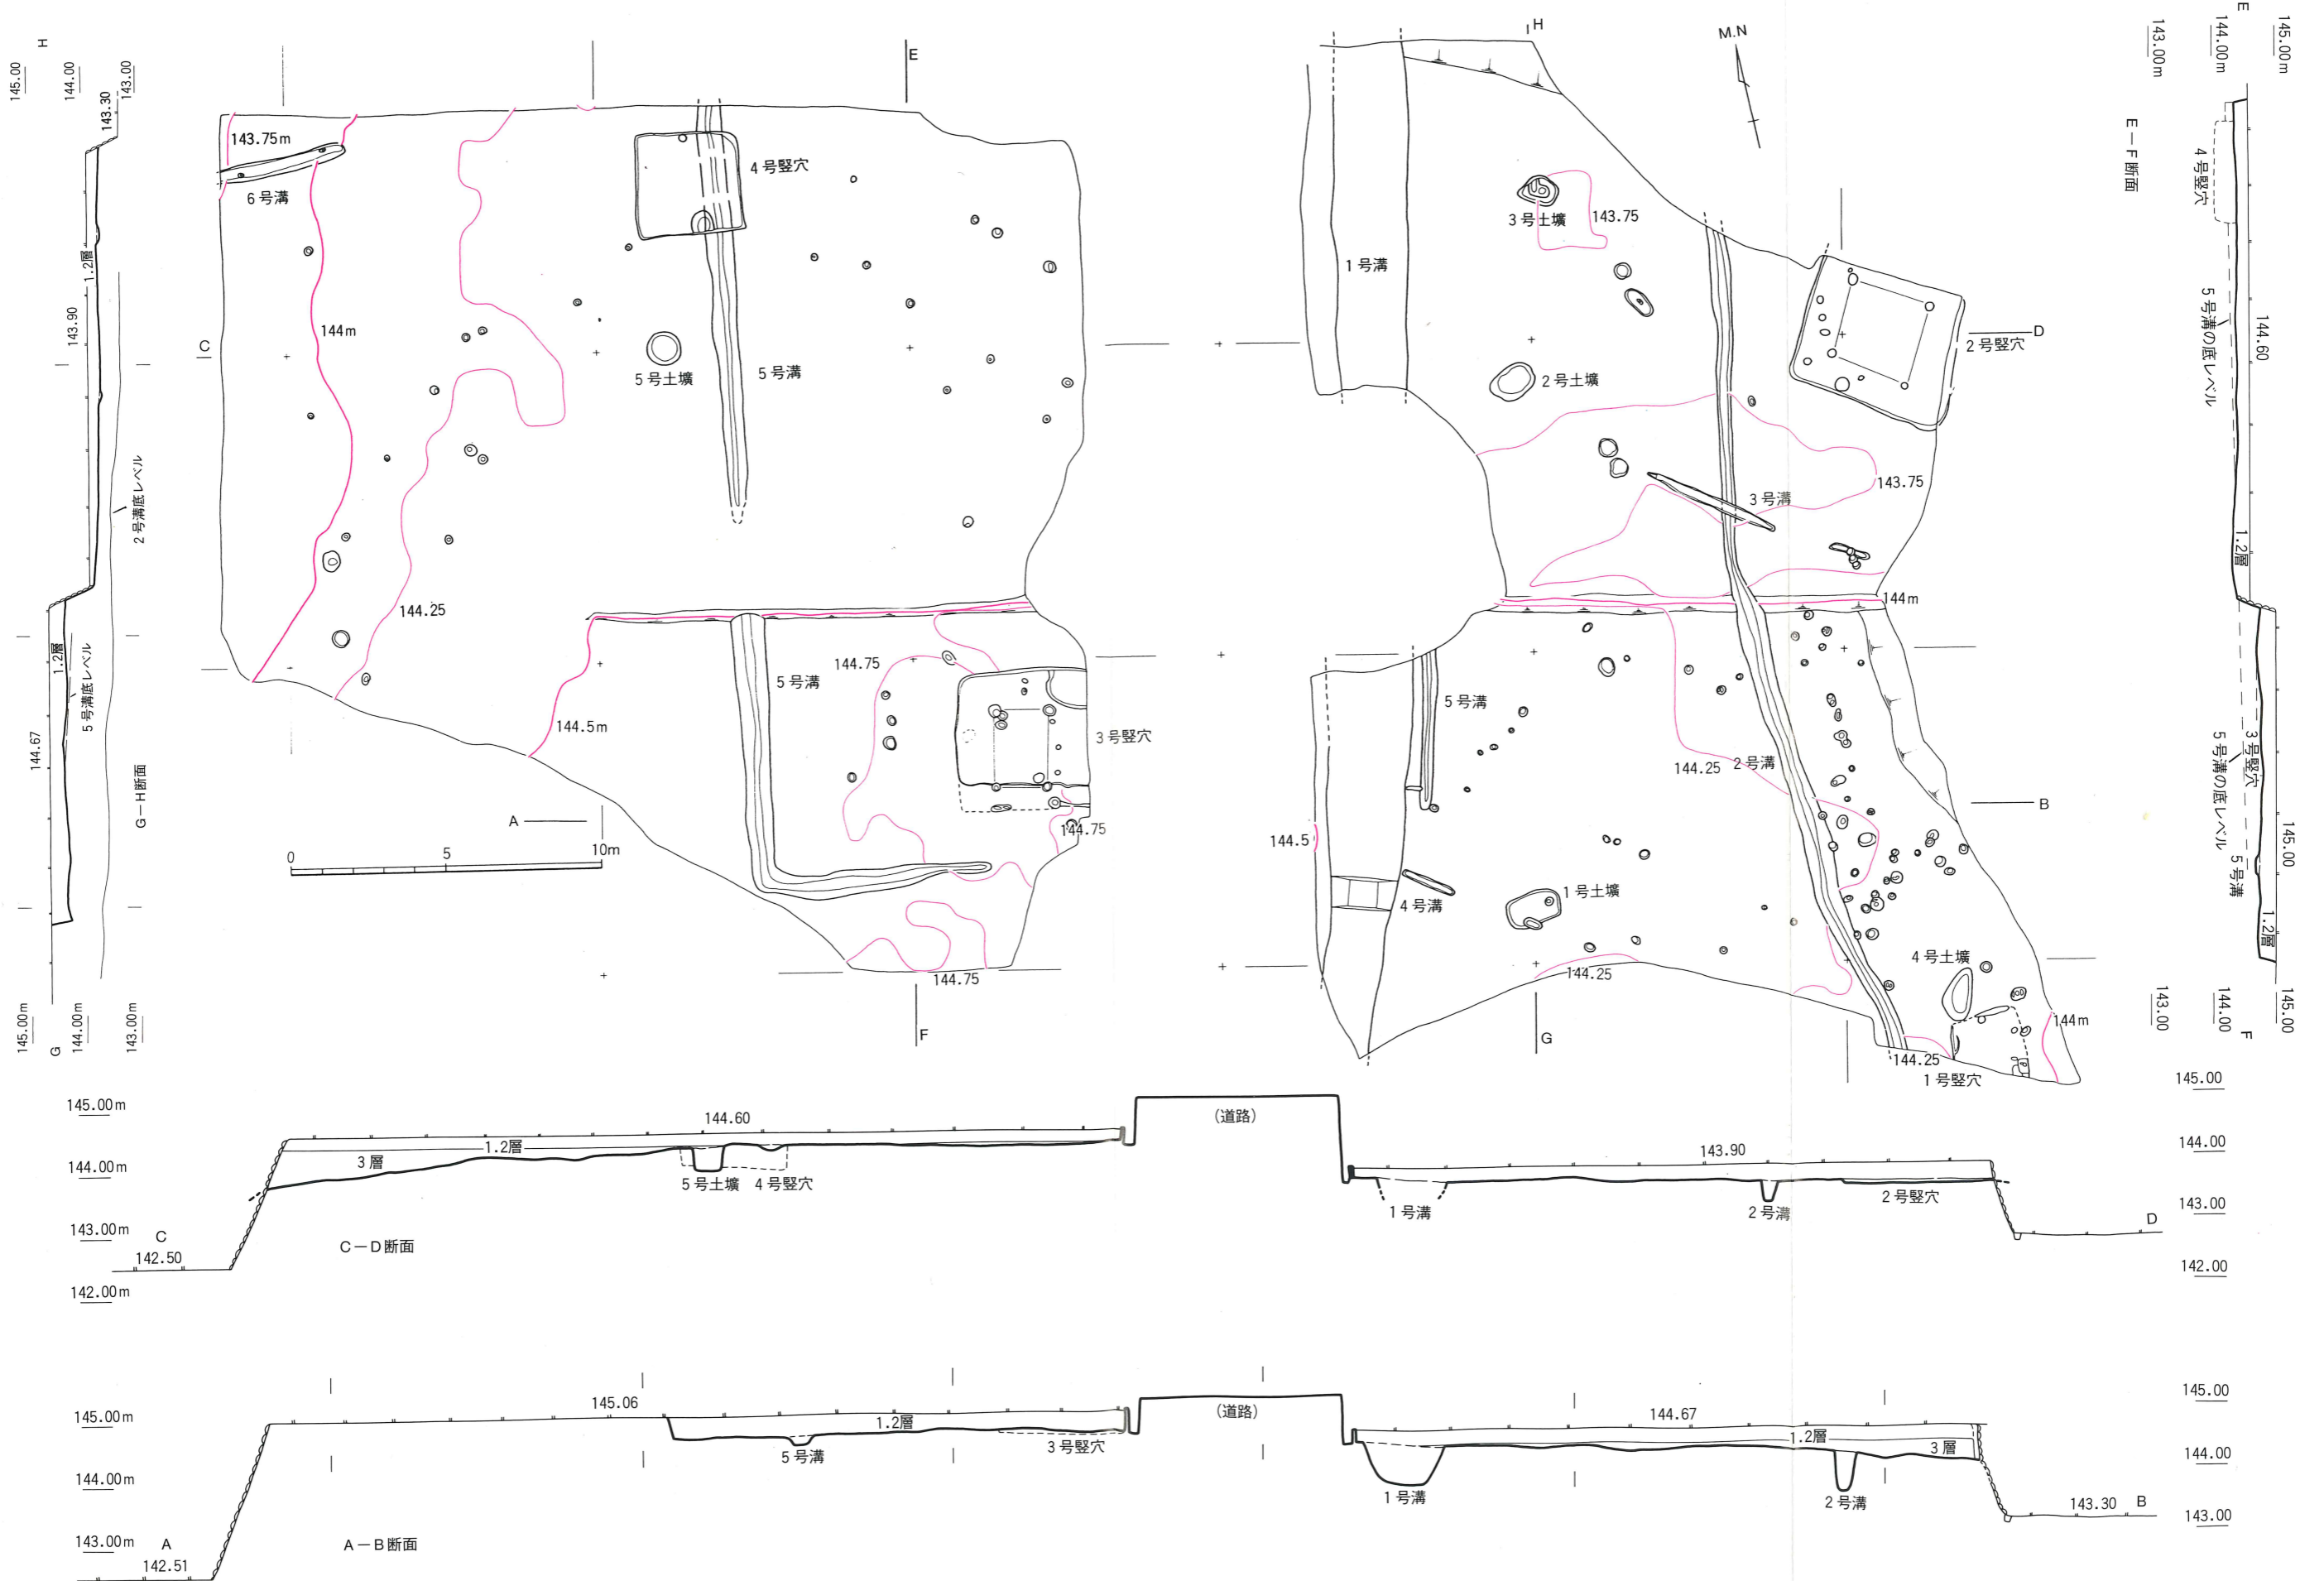 H
145.00
144.00
143.00
143.30
1.2層
143.90
2号溝底レベル
1.2層
5号溝底レベル
144.67
G－H断面
145.00m
144.00m
143.00m
G
E
143.75m
6号溝
4号竪穴
144m
C
5号土壙
5号溝
144.25
144.75
5号溝
144.5m
3号竪穴
A
144.75
0
5
10m
144.75
F
H
M.N
3号土壙
143.75
1号溝
2号竪穴
D
2号土壙
143.75
3号溝
144m
5号溝
144.25
2号溝
B
144.5
4号溝
1号土壙
4号土壙
144.25
G
144m
144.25
1号竪穴
E
143.00m
144.00m
145.00m
E－F断面
4号竪穴
5号溝の底レベル
144.60
1.2層
3号竪穴
5号溝の底レベル
145.00
5号溝
1.2層
143.00
144.00
145.00
F
145.00m
144.60
(道路)
145.00
1.2層
3層
144.00m
143.90
144.00
5号土壙
4号竪穴
1号溝
2号溝
2号竪穴
143.00m
C
142.50
C－D断面
143.00
D
142.00m
142.00
145.00m
145.06
1.2層
(道路)
144.67
145.00
5号溝
3号竪穴
1.2層
3層
144.00m
144.00
1号溝
2号溝
143.00m
A
142.51
A－B断面
143.30
B
143.00